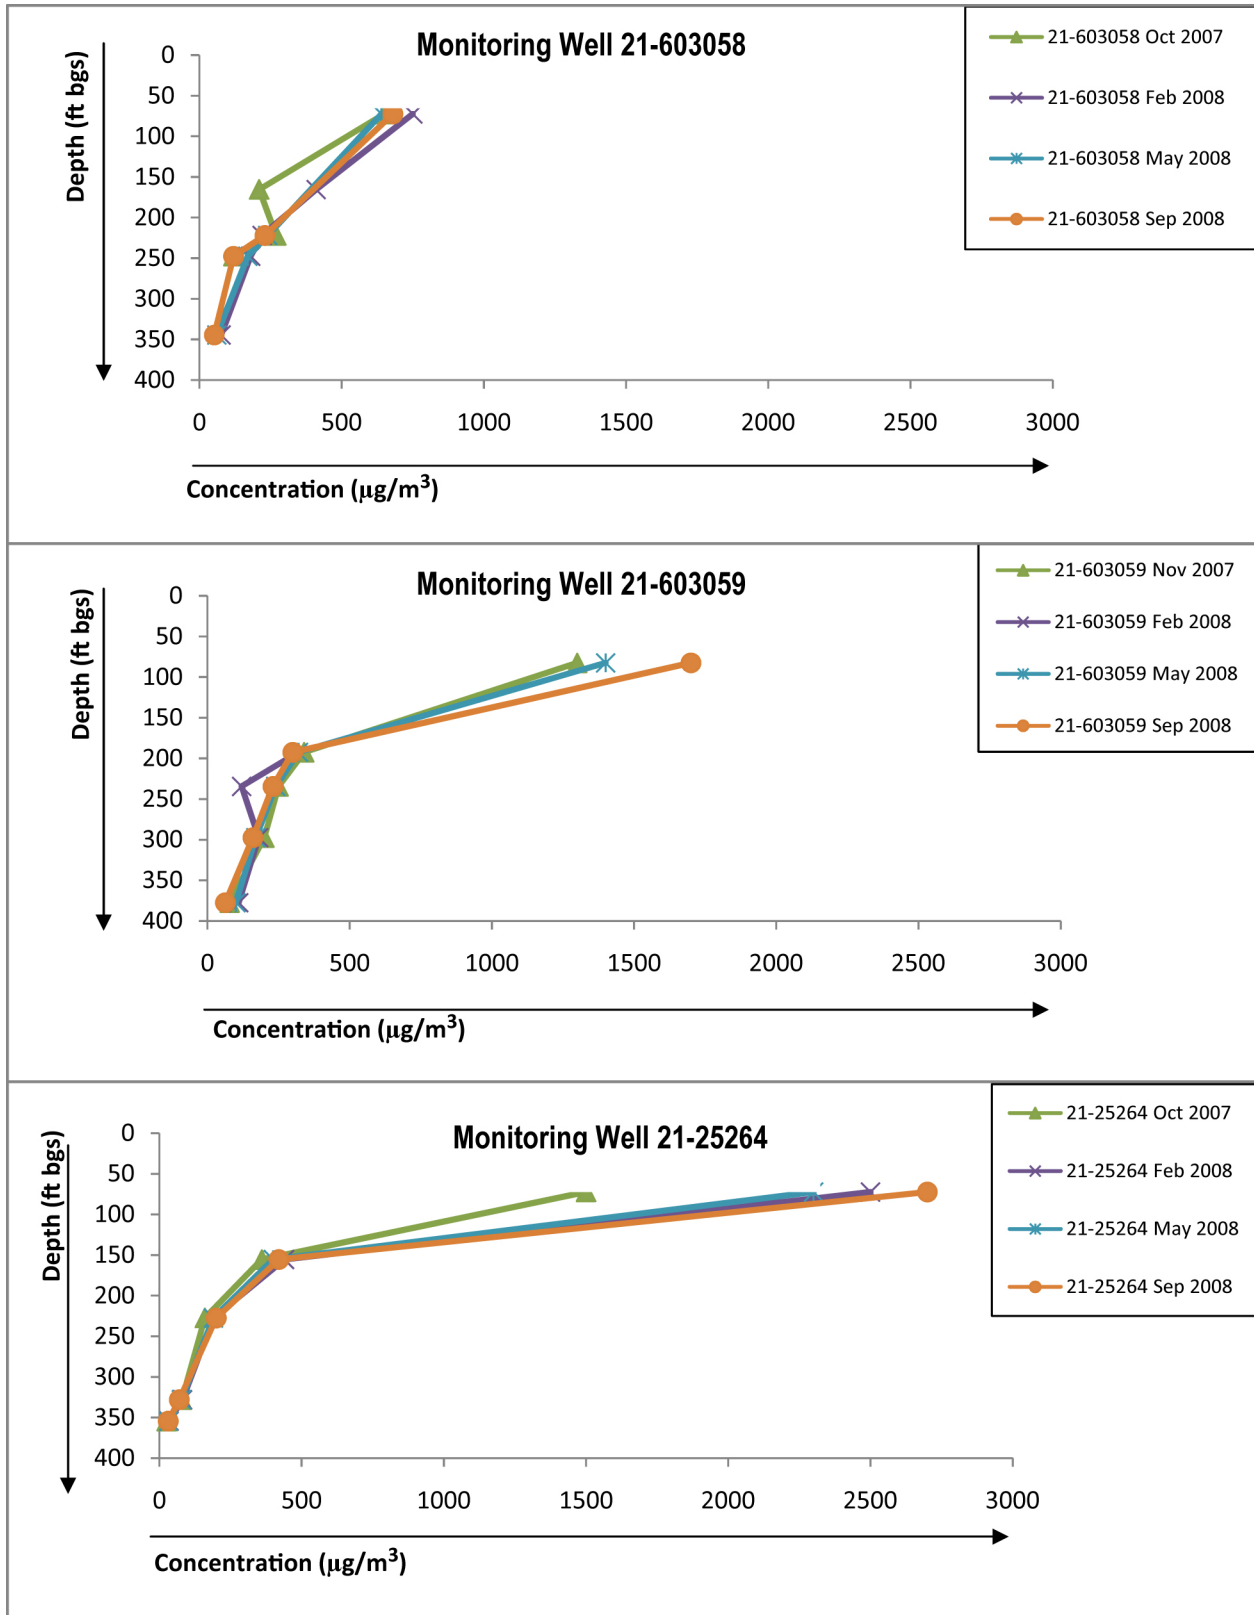 Monitoring Well 21-603058
Depth (ft bgs)
0
50
100
150
200
250
300
350
400
0 500 1000 1500 2000 2500 3000
Concentration (µg/m³)
21-603058 Oct 2007
21-603058 Feb 2008
21-603058 May 2008
21-603058 Sep 2008
Monitoring Well 21-603059
Depth (ft bgs)
0
50
100
150
200
250
300
350
400
0 500 1000 1500 2000 2500 3000
Concentration (µg/m³)
21-603059 Nov 2007
21-603059 Feb 2008
21-603059 May 2008
21-603059 Sep 2008
Monitoring Well 21-25264
Depth (ft bgs)
0
50
100
150
200
250
300
350
400
0 500 1000 1500 2000 2500 3000
Concentration (µg/m³)
21-25264 Oct 2007
21-25264 Feb 2008
21-25264 May 2008
21-25264 Sep 2008